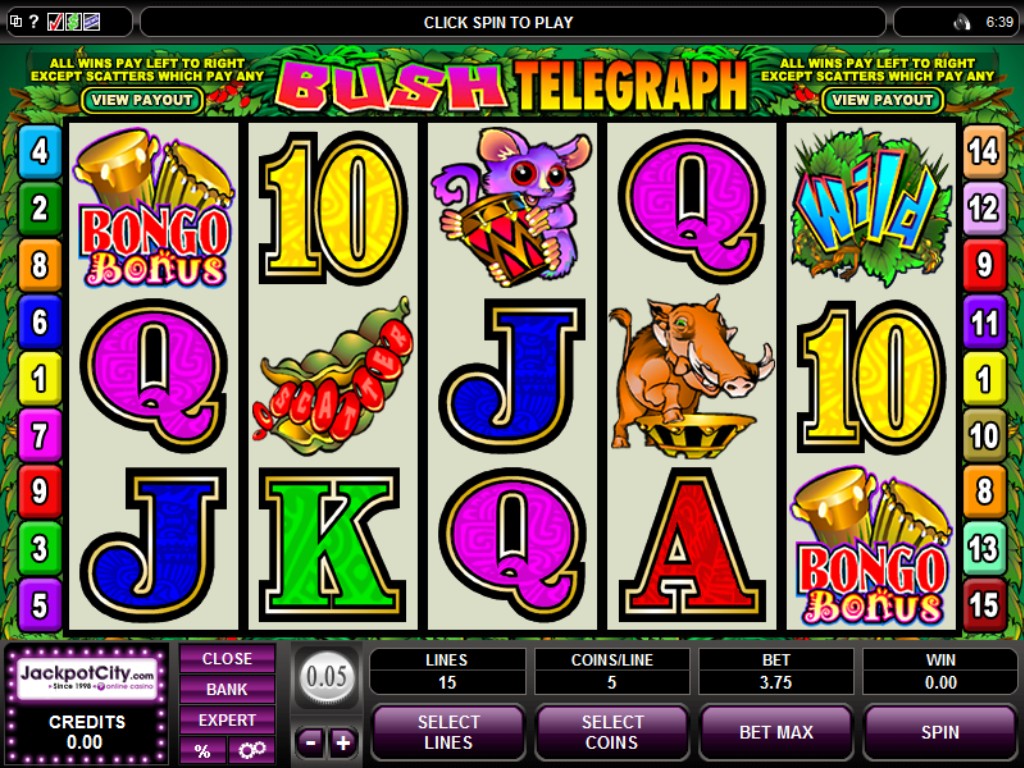 ?
CLICK SPIN TO PLAY
6:39
ALL WINS PAY LEFT TO RIGHT
EXCEPT SCATTERS WHICH PAY ANY
VIEW PAYOUT
BUSH TELEGRAPH
ALL WINS PAY LEFT TO RIGHT
EXCEPT SCATTERS WHICH PAY ANY
VIEW PAYOUT
4
2
8
6
1
7
9
3
5
BONGO
BONUS
10
M
Q
Wild
Q
SCATTER
J
10
J
K
Q
A
BONGO
BONUS
14
12
9
11
1
10
8
13
15
JackpotCity.com
Since 1998 online casino
CREDITS
0.00
CLOSE
BANK
EXPERT
%
0.05
- +
LINES
15
COINS/LINE
5
BET
3.75
WIN
0.00
SELECT
LINES
SELECT
COINS
BET MAX
SPIN